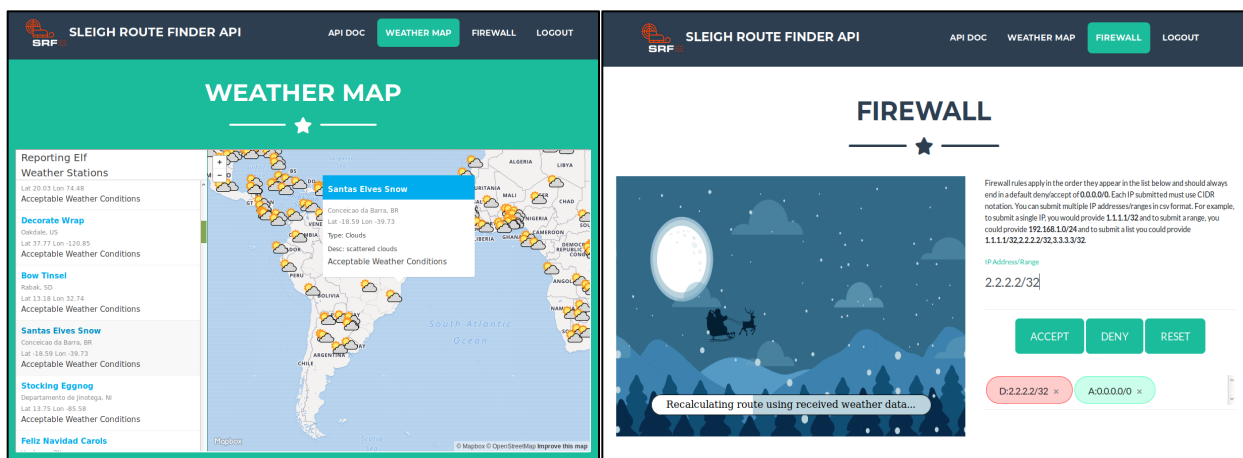 SRF
SLEIGH ROUTE FINDER API
API DOC
WEATHER MAP
FIREWALL
LOGOUT
WEATHER MAP
Reporting Elf
Weather Stations
Lat 20.03 Lon 74.48
Acceptable Weather Conditions
Decorate Wrap
Oakdale, US
Lat 37.77 Lon -120.85
Acceptable Weather Conditions
Bow Tinsel
Rabak, SD
Lat 13.18 Lon 32.74
Acceptable Weather Conditions
Santas Elves Snow
Conceicao da Barra, BR
Lat -18.59 Lon -39.73
Acceptable Weather Conditions
Stocking Eggnog
Departamento de Jinotega, NI
Lat 13.75 Lon -85.58
Acceptable Weather Conditions
Feliz Navidad Carols
+
−
Santas Elves Snow
Conceicao da Barra, BR
Lat -18.59 Lon -39.73
Type: Clouds
Desc: scattered clouds
Acceptable Weather Conditions
ALGERIA
LIBYA
MALI
CHAD
NIGERIA
CAMEROON
PERU
BOLIVIA
CHILE
ARGENTINA
South Atlantic
Ocean
Scotia
Sea
Mapbox
© Mapbox © OpenStreetMap Improve this map
SRF
SLEIGH ROUTE FINDER API
API DOC
WEATHER MAP
FIREWALL
LOGOUT
FIREWALL
Recalculating route using received weather data...
Firewall rules apply in the order they appear in the list below and should always
end in a default deny/accept of 0.0.0.0/0. Each IP submitted must use CIDR
notation. You can submit multiple IP addresses/ranges in csv format. For example,
to submit a single IP, you would provide 1.1.1.1/32 and to submit a range, you
could provide 192.168.1.0/24 and to submit a list you could provide
1.1.1.1/32,2.2.2.2/32,3.3.3.3/32.
IP Address/Range
2.2.2.2/32
ACCEPT
DENY
RESET
D:2.2.2.2/32 ×
A:0.0.0.0/0 ×